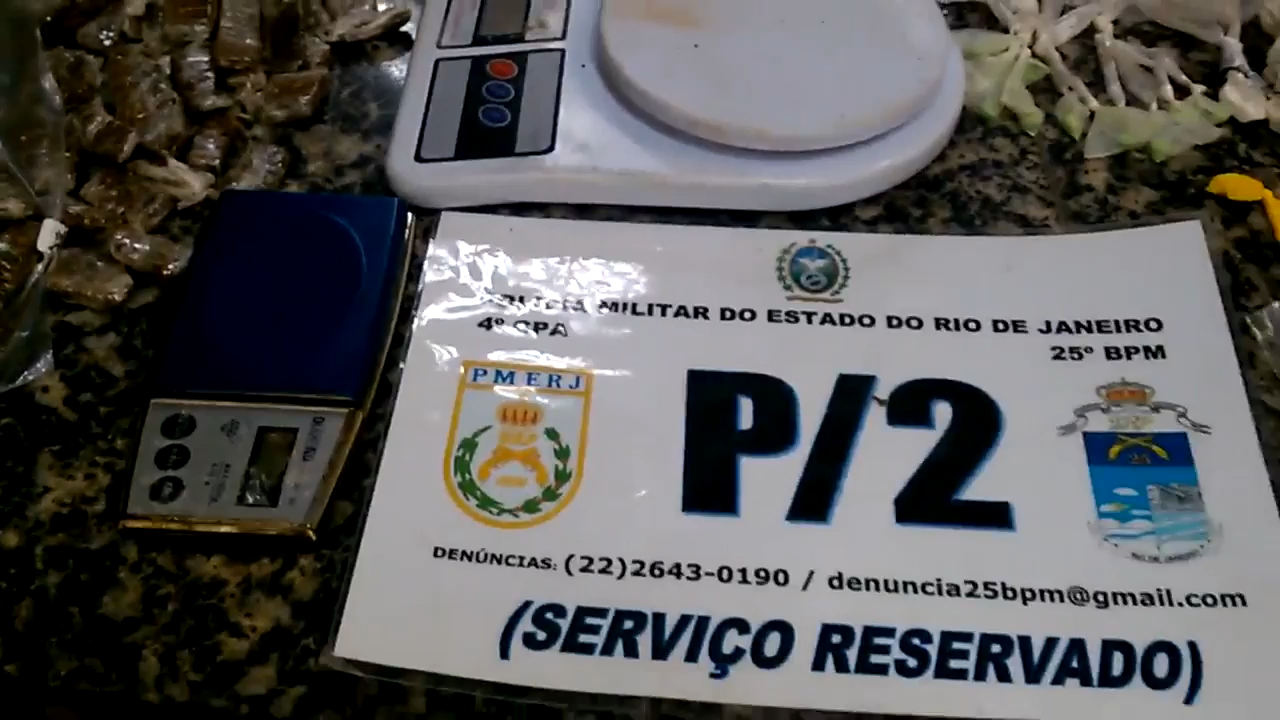 POLÍCIA MILITAR DO ESTADO DO RIO DE JANEIRO
4º CPA
25º BPM
PMERJ
P/2
DENÚNCIAS: (22)2643-0190 / denuncia25bpm@gmail.com
(SERVIÇO RESERVADO)